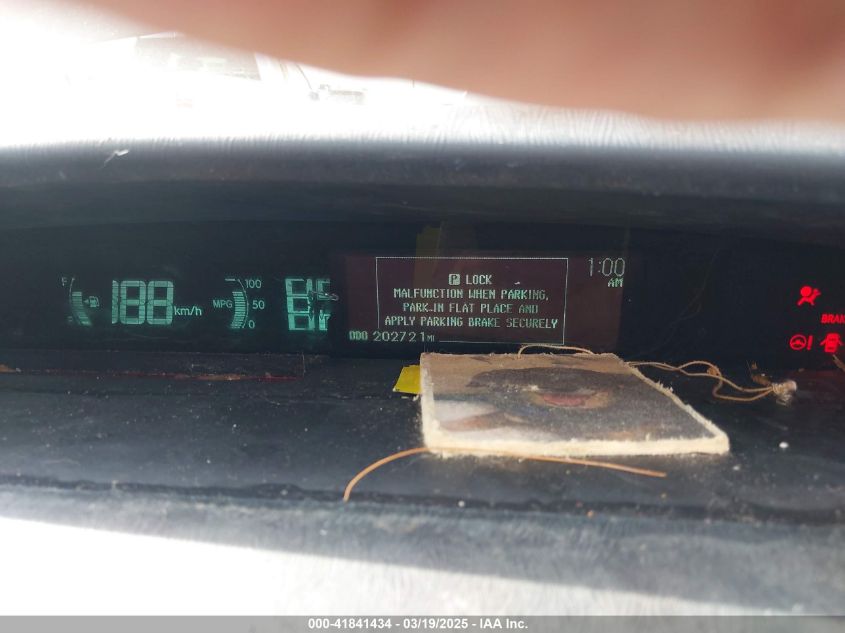 P LOCK
MALFUNCTION WHEN PARKING,
PARK IN FLAT PLACE AND
APPLY PARKING BRAKE SECURELY
1:00
AM
F
188 km/h
MPG
100
50
0
ODO 202721 MI
BRAK
000-41841434 - 03/19/2025 - IAA Inc.